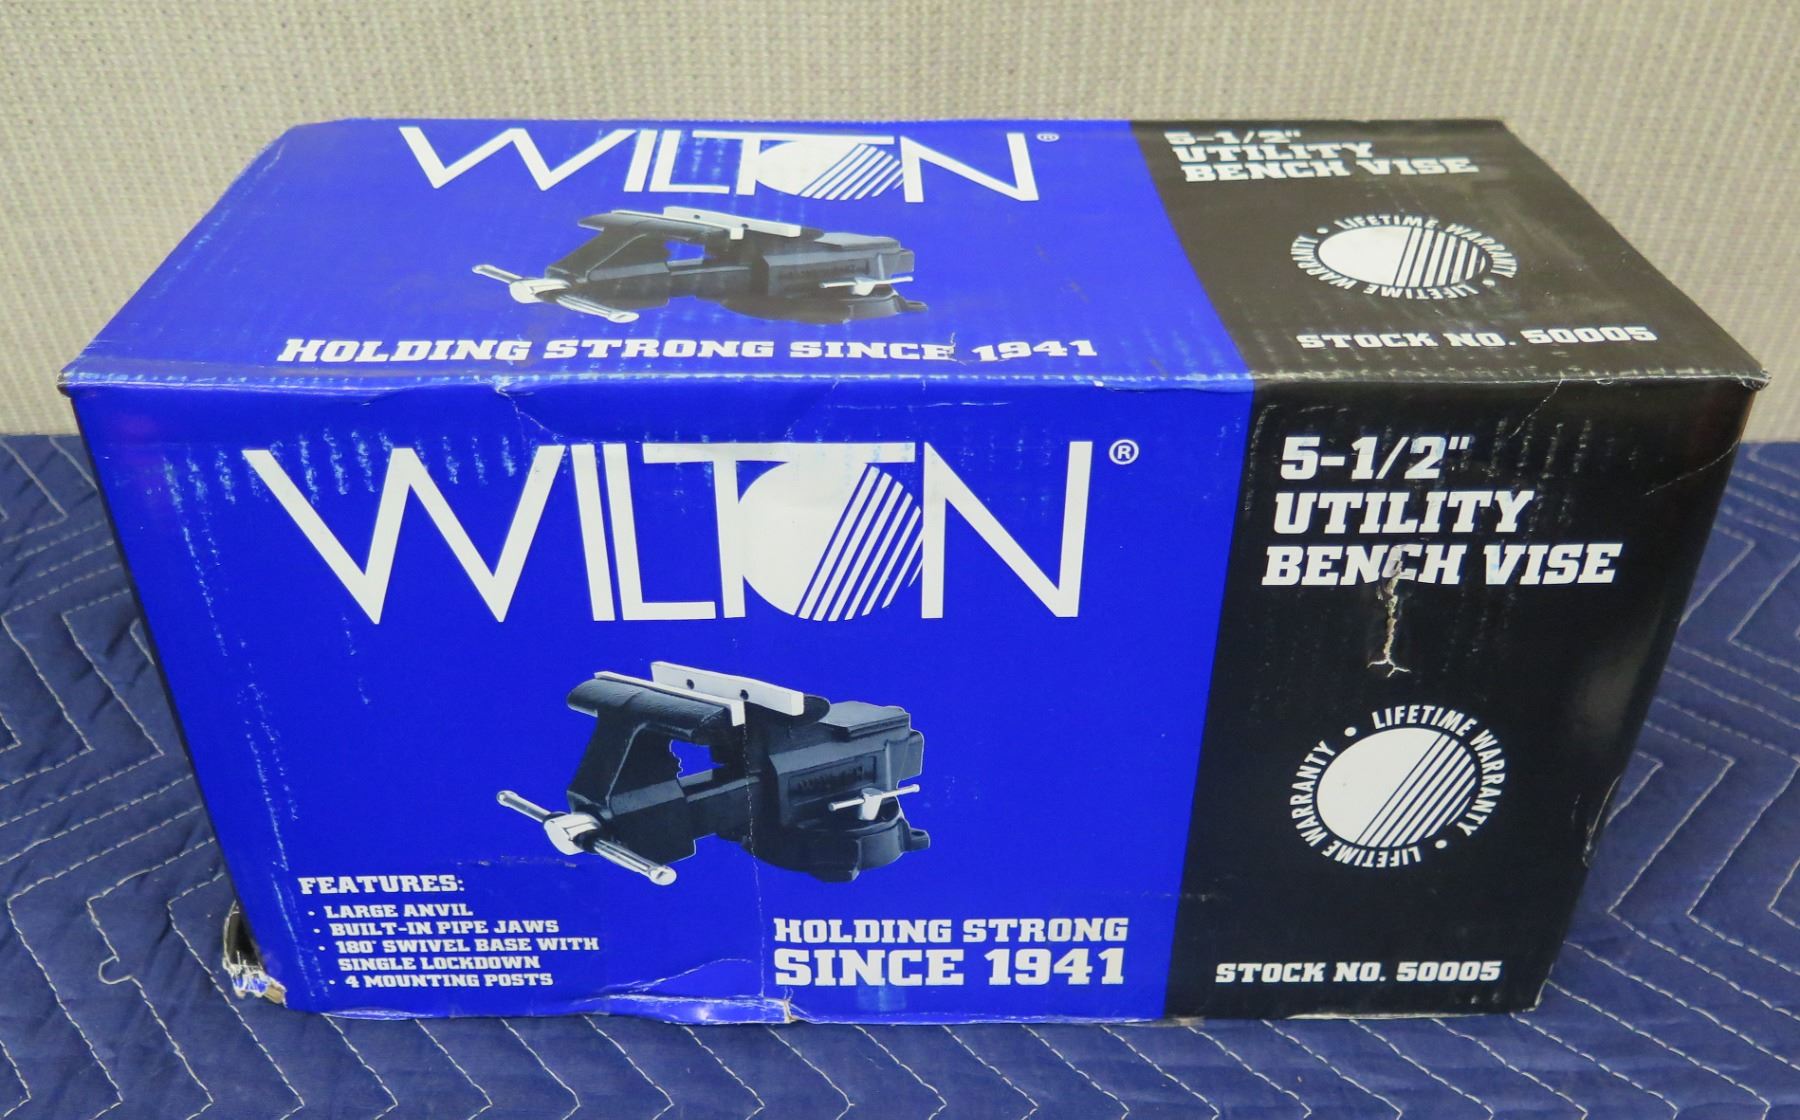 WILTON®
HOLDING STRONG SINCE 1941
5-1/2"
UTILITY
BENCH VISE
LIFETIME WARRANTY • LIFETIME WARRANTY •
STOCK NO. 50005
WILTON®
FEATURES:
• LARGE ANVIL
• BUILT-IN PIPE JAWS
• 180° SWIVEL BASE WITH
SINGLE LOCKDOWN
• 4 MOUNTING POSTS
HOLDING STRONG
SINCE 1941
5-1/2"
UTILITY
BENCH VISE
LIFETIME WARRANTY • LIFETIME WARRANTY •
STOCK NO. 50005